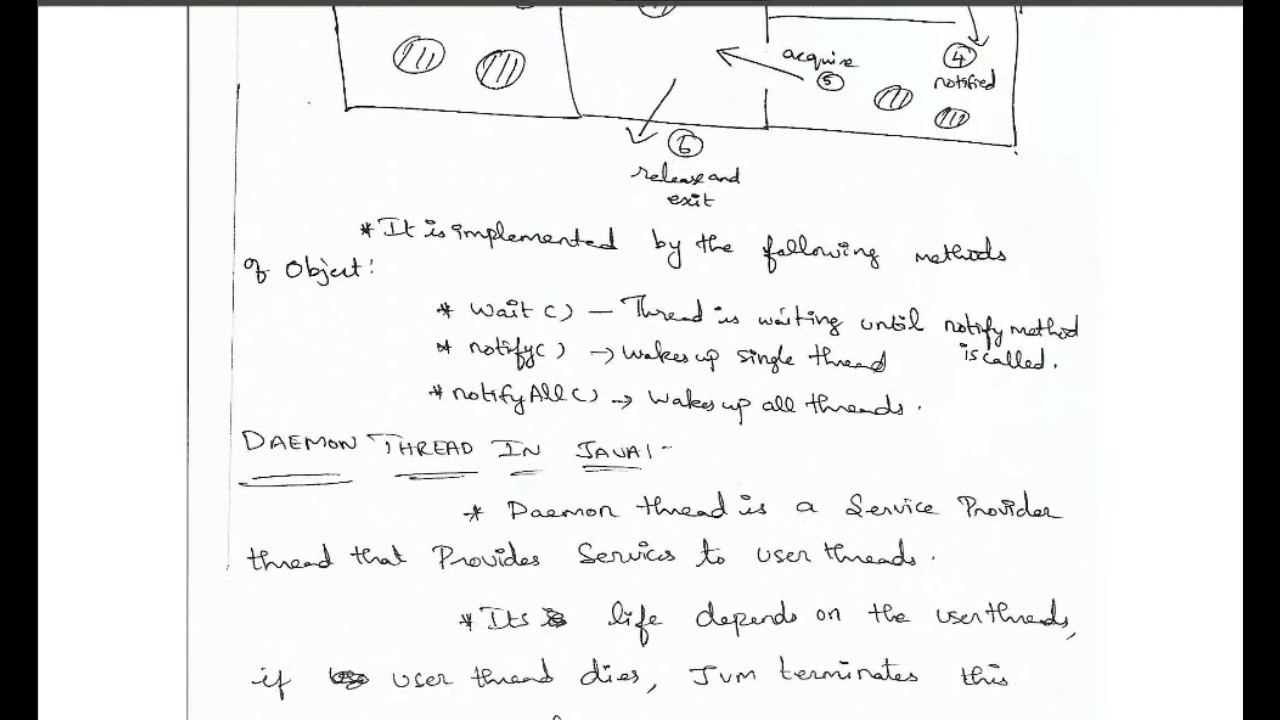 acquire
5
4
notified
6
release and
exit
* It is implemented by the following methods
of Object:
* wait () — Thread is waiting until notify method
is called.
* notify() → wakes up single thread
* notifyAll() → wakes up all threads.
DAEMON THREAD IN JAVA:-
* Daemon thread is a Service Provider
thread that Provides Services to user threads.
* Its life depends on the user threads,
if user thread dies, JVM terminates this